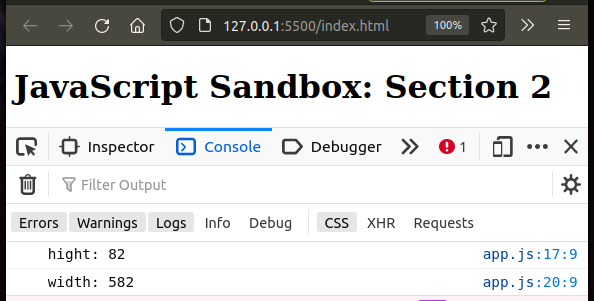 127.0.0.1:5500/index.html 100%
JavaScript Sandbox: Section 2
Inspector Console Debugger 1
Filter Output
Errors Warnings Logs Info Debug CSS XHR Requests
hight: 82 app.js:17:9
width: 582 app.js:20:9